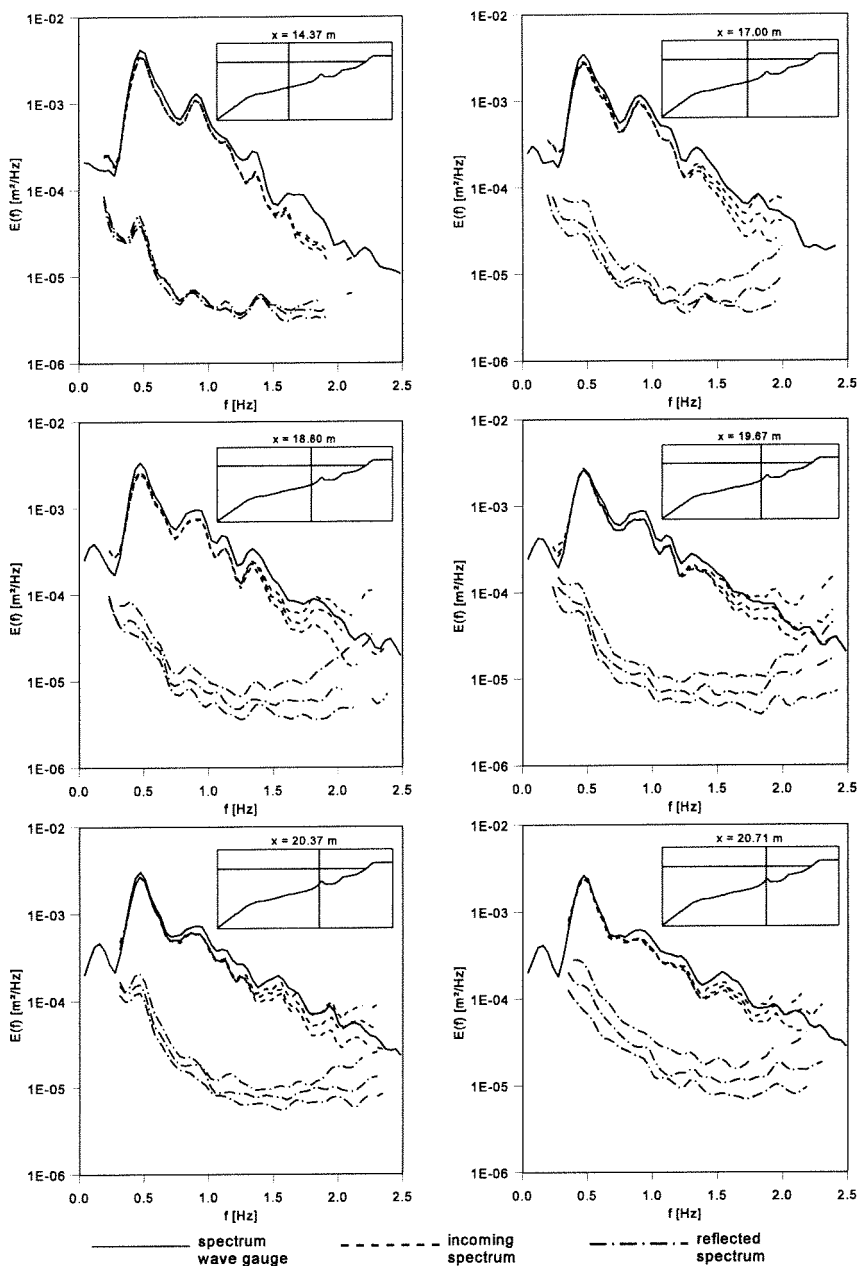 x = 14.37 m
1E-02
1E-03
1E-04
1E-05
1E-06
E(f) [m²/Hz]
0.0 0.5 1.0 1.5 2.0 2.5
f [Hz]
x = 17.00 m
1E-02
1E-03
1E-04
1E-05
1E-06
E(f) [m²/Hz]
0.0 0.5 1.0 1.5 2.0 2.5
f [Hz]
x = 18.60 m
1E-02
1E-03
1E-04
1E-05
1E-06
E(f) [m²/Hz]
0.0 0.5 1.0 1.5 2.0 2.5
f [Hz]
x = 19.67 m
1E-02
1E-03
1E-04
1E-05
1E-06
E(f) [m²/Hz]
0.0 0.5 1.0 1.5 2.0 2.5
f [Hz]
x = 20.37 m
1E-02
1E-03
1E-04
1E-05
1E-06
E(f) [m²/Hz]
0.0 0.5 1.0 1.5 2.0 2.5
f [Hz]
x = 20.71 m
1E-02
1E-03
1E-04
1E-05
1E-06
E(f) [m²/Hz]
0.0 0.5 1.0 1.5 2.0 2.5
f [Hz]
spectrum
wave gauge
incoming
spectrum
reflected
spectrum